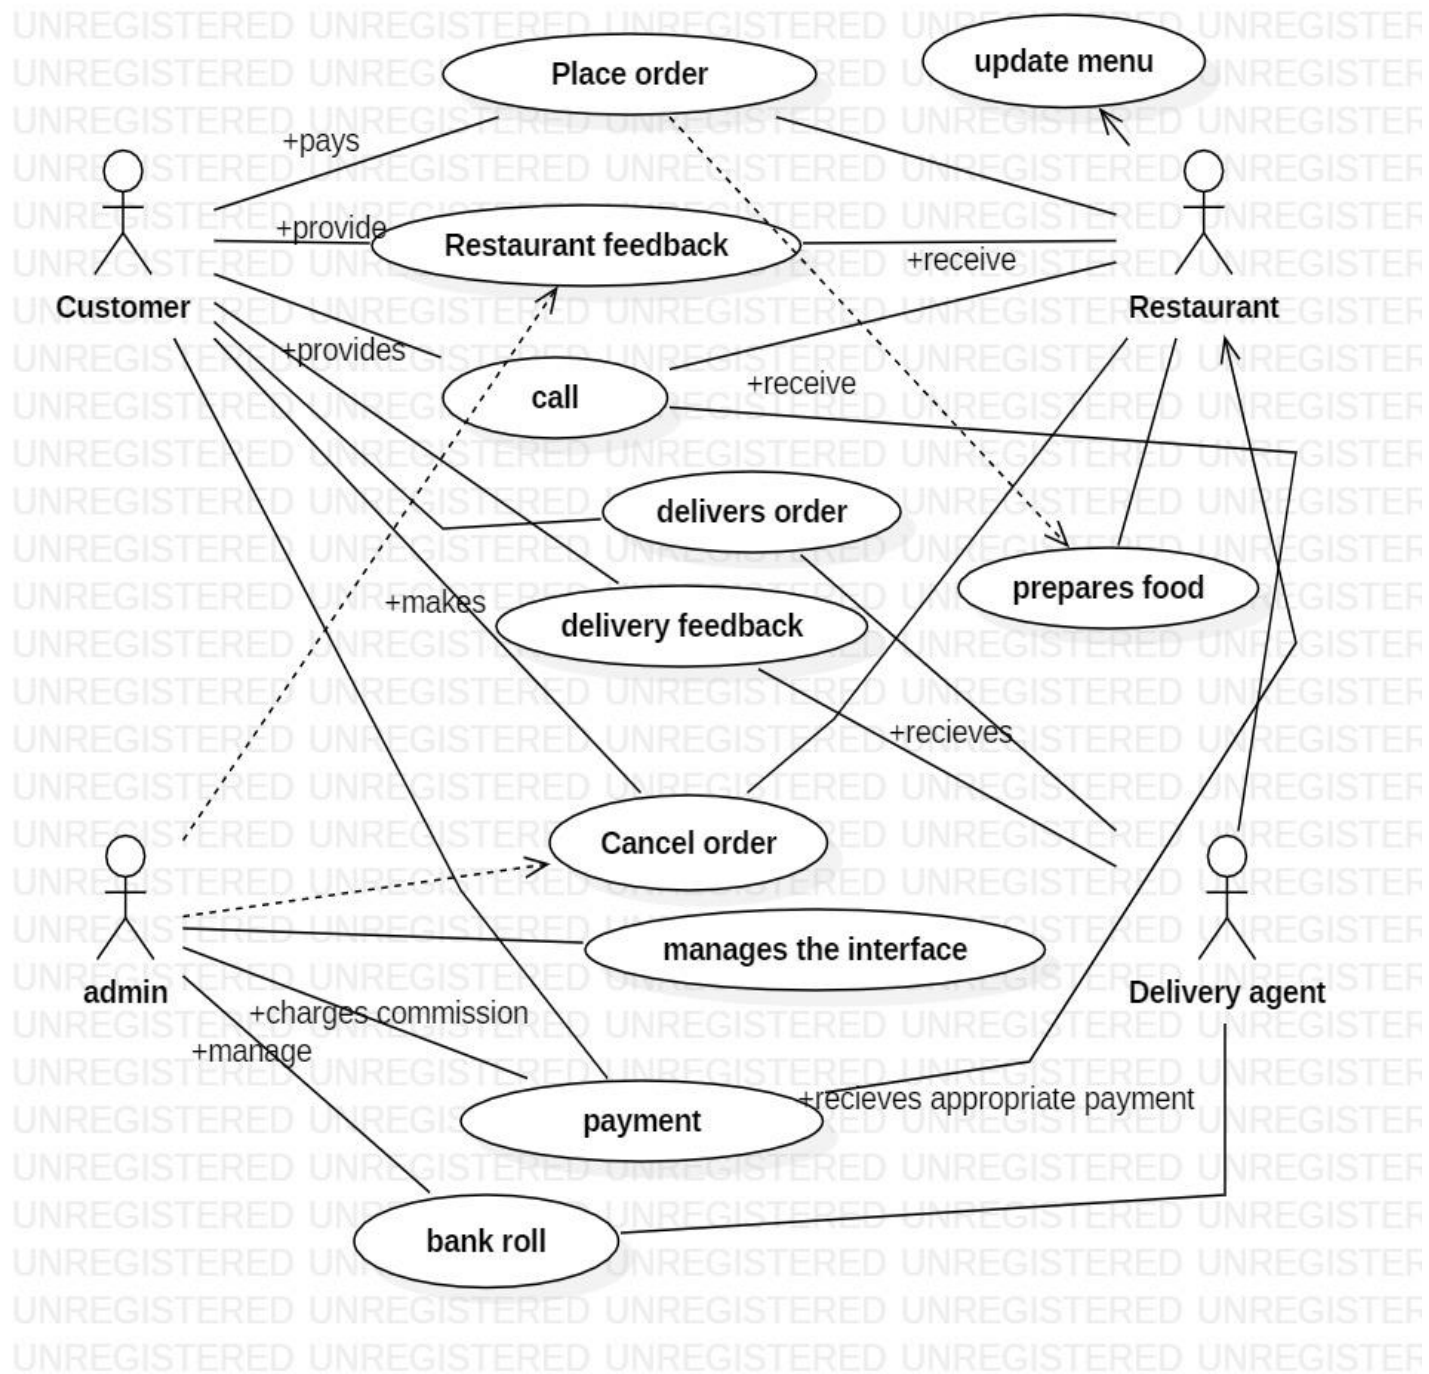 Place order
update menu
+pays
+provide
Restaurant feedback
+receive
Customer
Restaurant
+provides
call
+receive
delivers order
prepares food
+makes
delivery feedback
+recieves
Cancel order
manages the interface
admin
Delivery agent
+charges commission
+manage
+recieves appropriate payment
payment
bank roll
UNREGISTERED